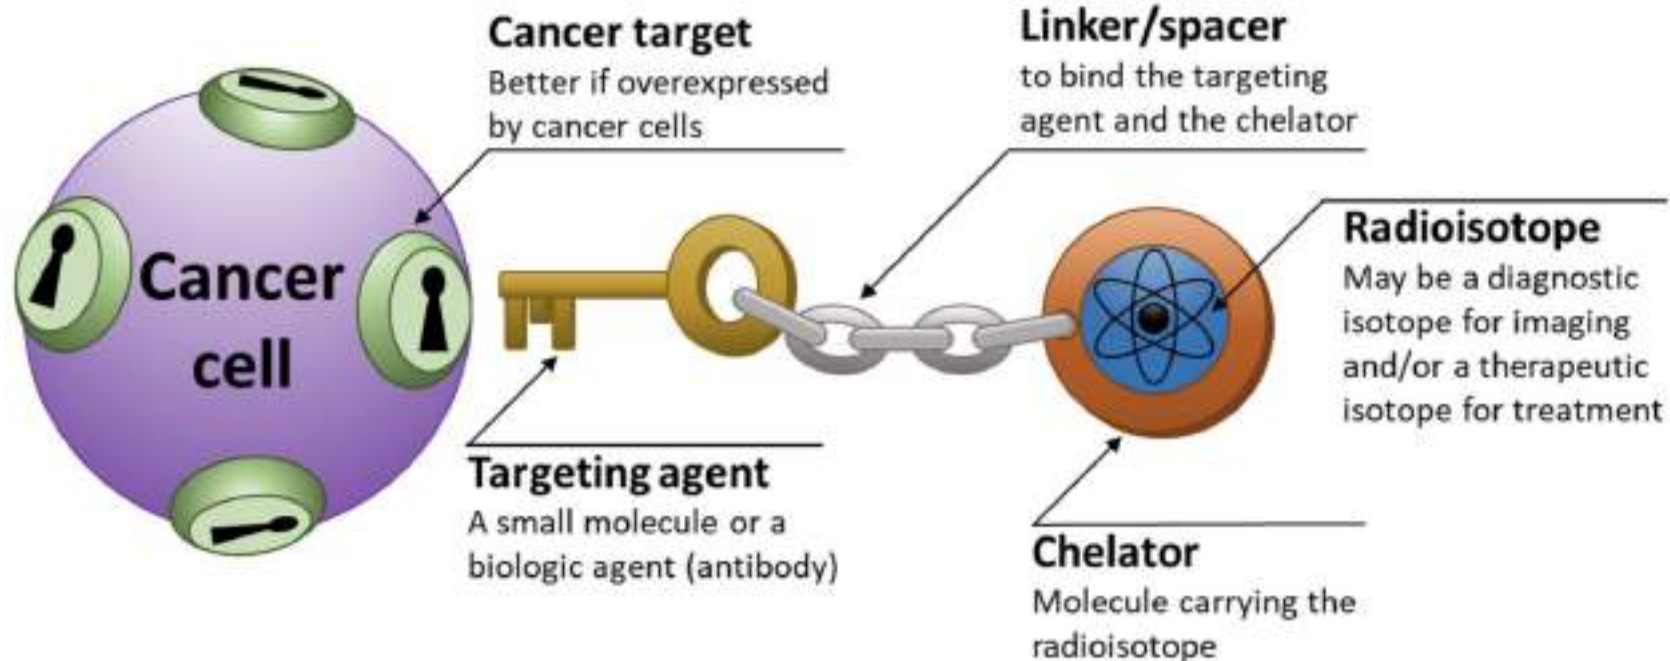 Cancer target
Better if overexpressed
by cancer cells
Linker/spacer
to bind the targeting
agent and the chelator
Radioisotope
May be a diagnostic
isotope for imaging
and/or a therapeutic
isotope for treatment
Cancer
cell
Targeting agent
A small molecule or a
biologic agent (antibody)
Chelator
Molecule carrying the
radioisotope